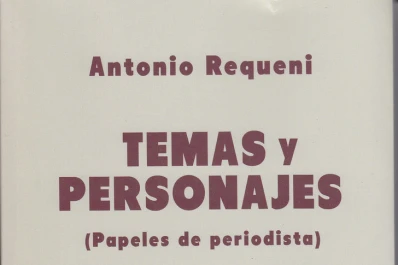 Antonio Requeni
TEMAS y
PERSONAJES
(Papeles de periodista)